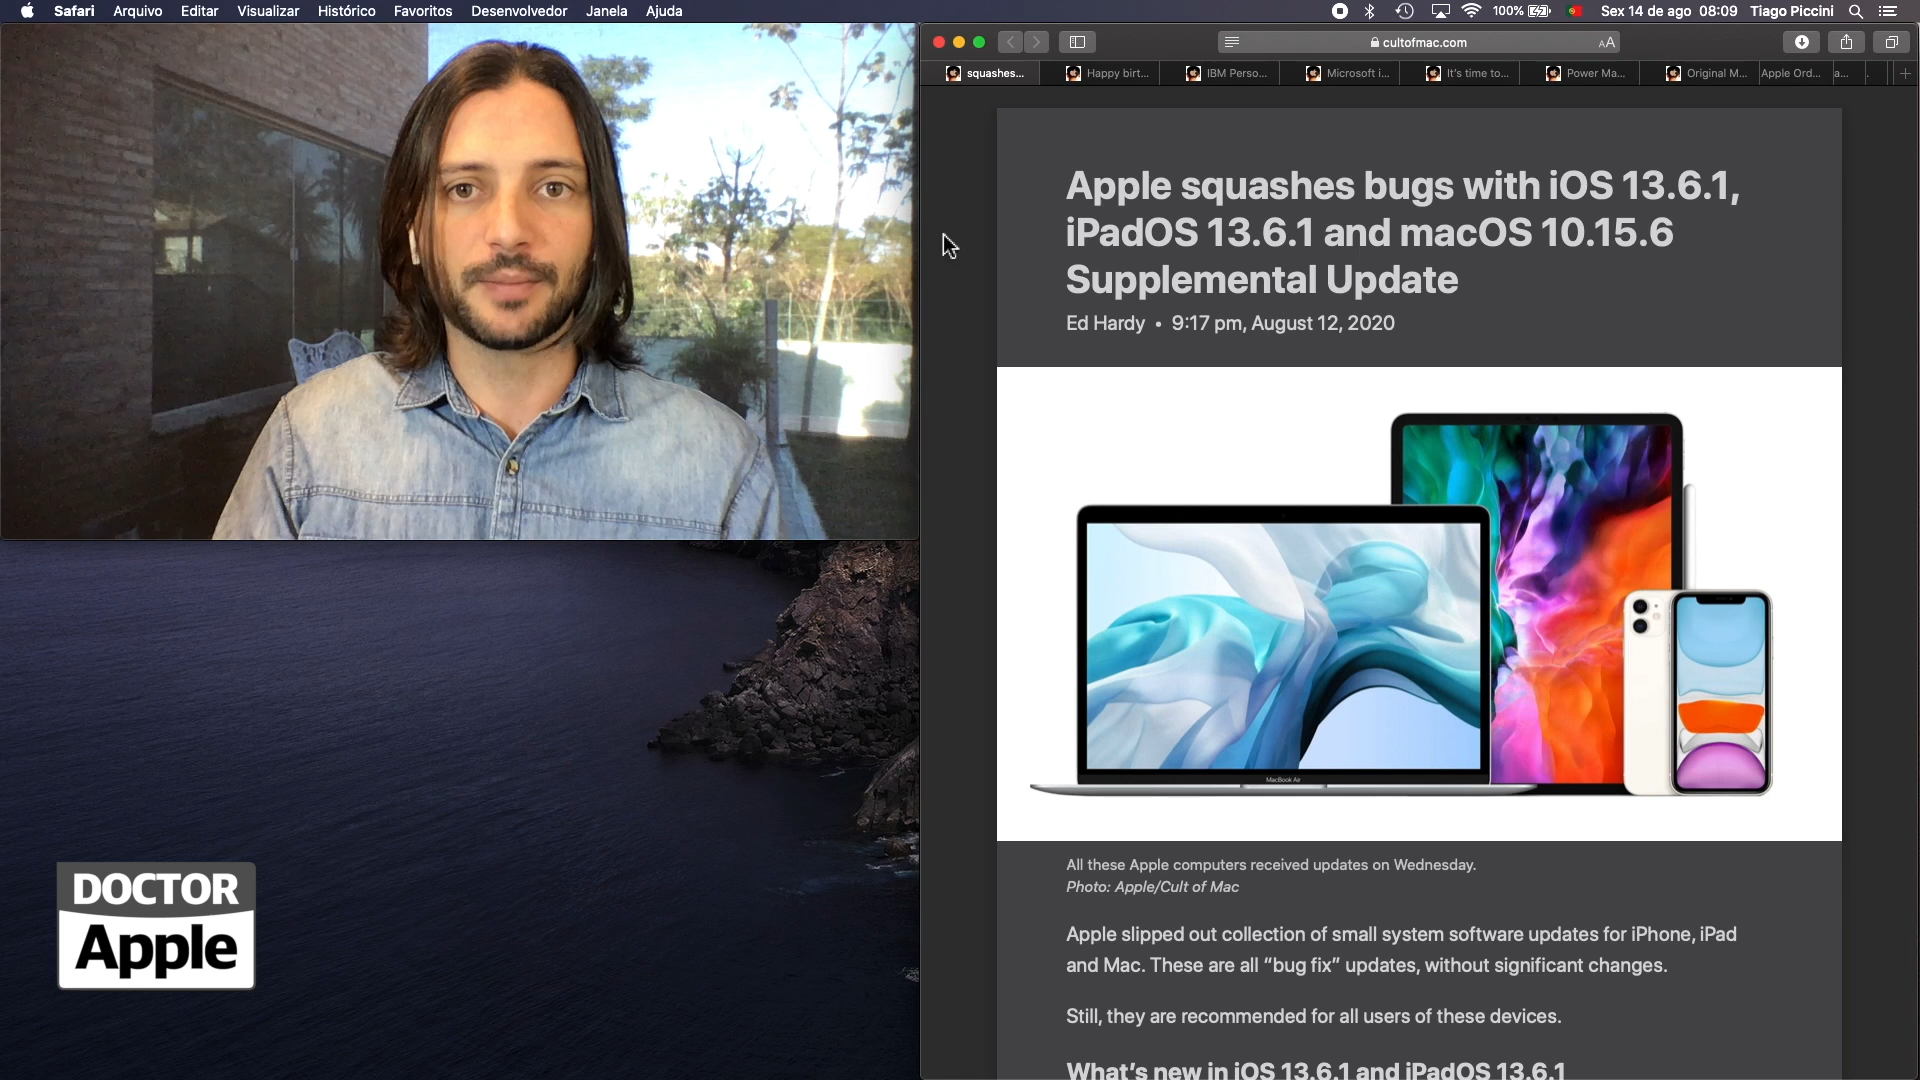 Safari Arquivo Editar Visualizar Histórico Favoritos Desenvolvedor Janela Ajuda 100% Sex 14 de ago 08:09 Tiago Piccini
cultofmac.com AA
squashes... Happy birt... IBM Perso... Microsoft i... It's time to... Power Ma... Original M... Apple Ord... a... .
Apple squashes bugs with iOS 13.6.1,
iPadOS 13.6.1 and macOS 10.15.6
Supplemental Update
Ed Hardy • 9:17 pm, August 12, 2020
MacBook Air
All these Apple computers received updates on Wednesday.
Photo: Apple/Cult of Mac
Apple slipped out collection of small system software updates for iPhone, iPad
and Mac. These are all “bug fix” updates, without significant changes.
Still, they are recommended for all users of these devices.
What’s new in iOS 13.6.1 and iPadOS 13.6.1
DOCTOR
Apple